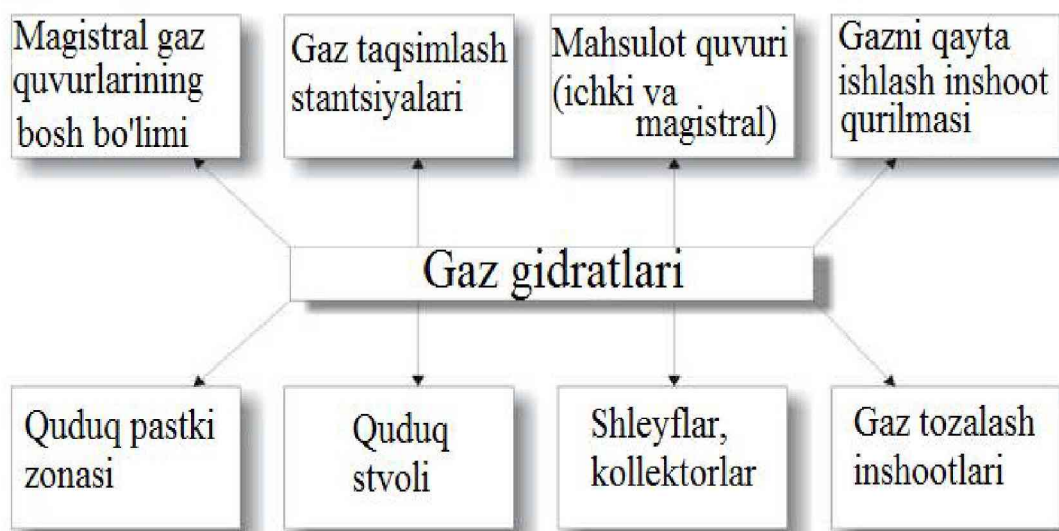 Magistral gaz
quvurlarining
bosh bo'limi
Gaz taqsimlash
stantsiyalari
Mahsulot quvuri
(ichki va
magistral)
Gazni qayta
ishlash inshoot
qurilmasi
Gaz gidratlari
Quduq pastki
zonasi
Quduq
stvoli
Shleyflar,
kollektorlar
Gaz tozalash
inshootlari